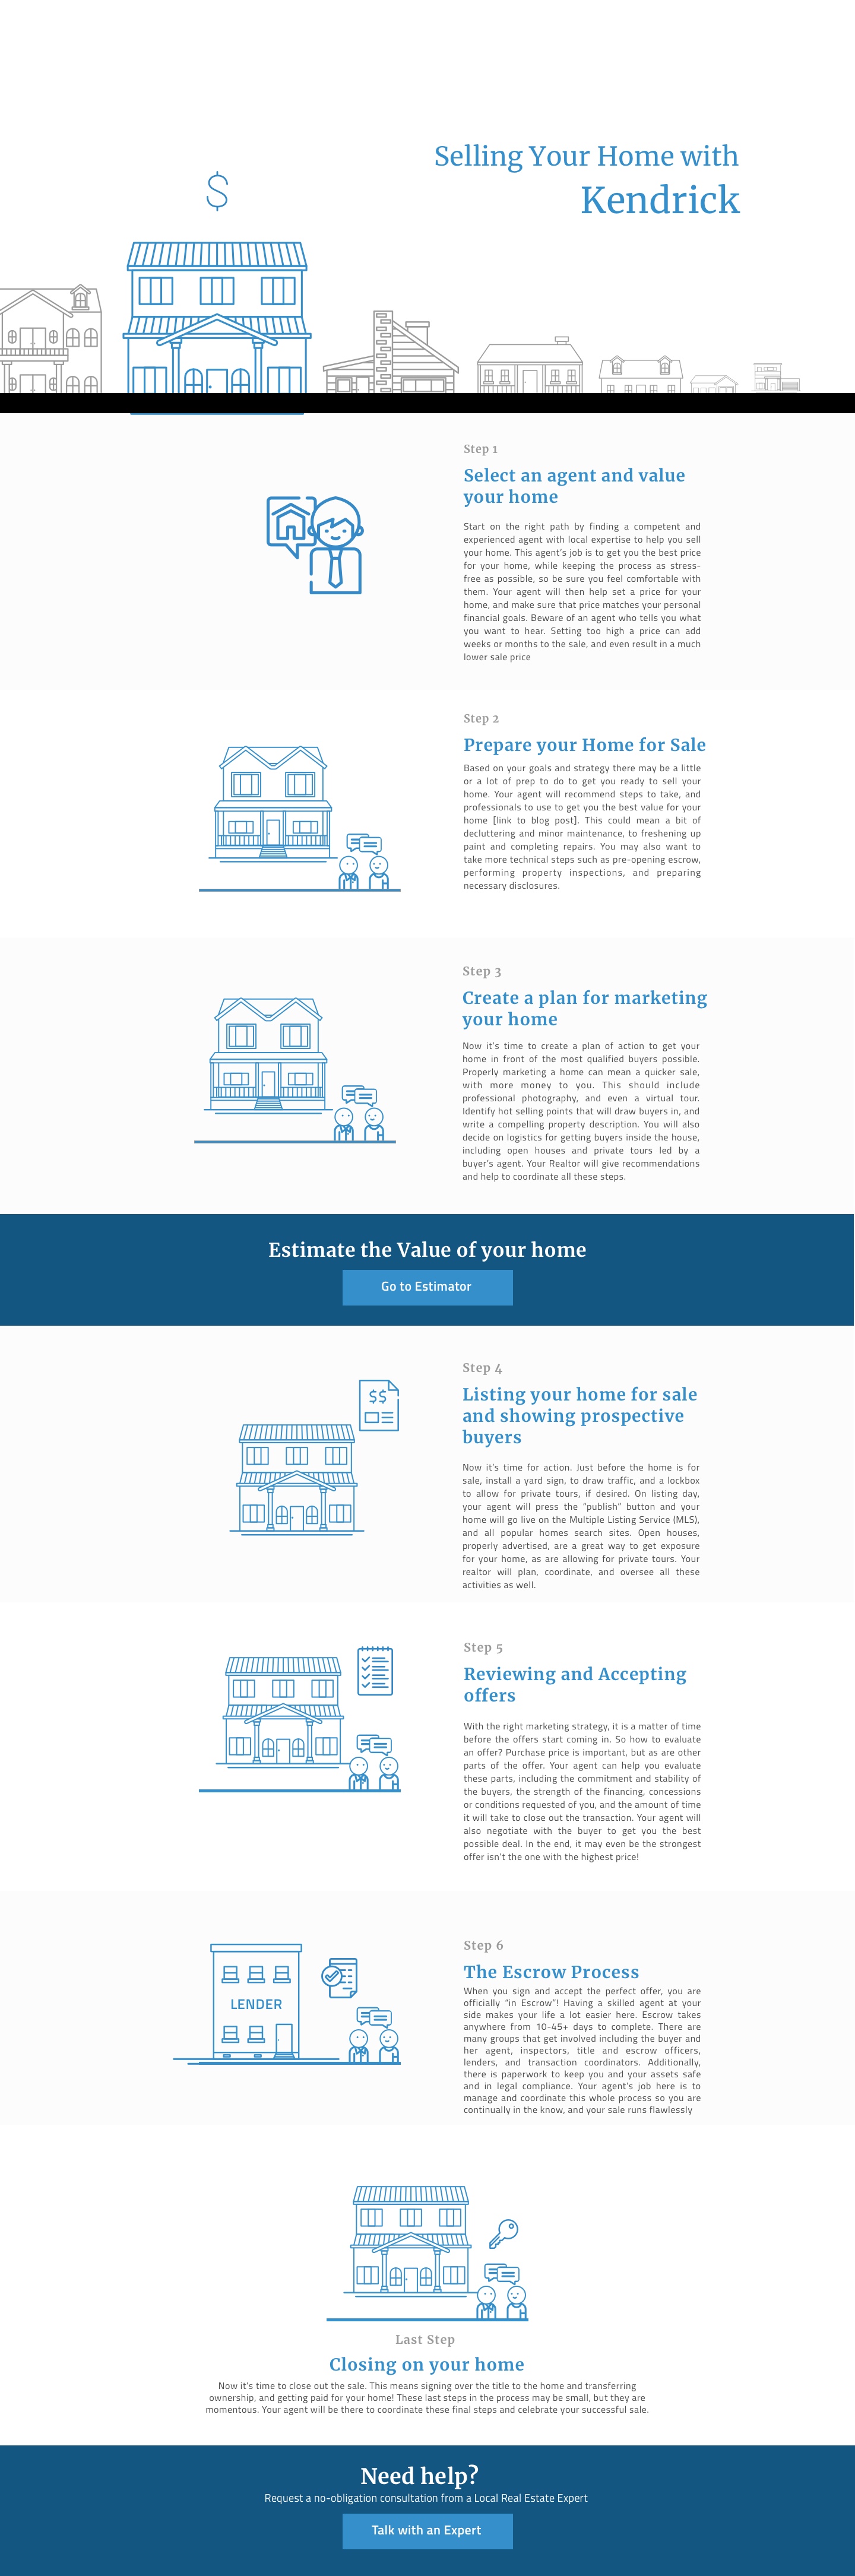 Selling Your Home with
Kendrick
$
Step 1
Select an agent and value
your home
Start on the right path by finding a competent and
experienced agent with local expertise to help you sell
your home. This agent's job is to get you the best price
for your home, while keeping the process as stress-
free as possible, so be sure you feel comfortable with
them. Your agent will then help set a price for your
home, and make sure that price matches your personal
financial goals. Beware of an agent who tells you what
you want to hear. Setting too high a price can add
weeks or months to the sale, and even result in a much
lower sale price
Step 2
Prepare your Home for Sale
Based on your goals and strategy there may be a little
or a lot of prep to do to get you ready to sell your
home. Your agent will recommend steps to take, and
professionals to use to get you the best value for your
home [link to blog post]. This could mean a bit of
decluttering and minor maintenance, to freshening up
paint and completing repairs. You may also want to
take more technical steps such as pre-opening escrow,
performing property inspections, and preparing
necessary disclosures.
Step 3
Create a plan for marketing
your home
Now it's time to create a plan of action to get your
home in front of the most qualified buyers possible.
Properly marketing a home can mean a quicker sale,
with more money to you. This should include
professional photography, and even a virtual tour.
Identify hot selling points that will draw buyers in, and
write a compelling property description. You will also
decide on logistics for getting buyers inside the house,
including open houses and private tours led by a
buyer's agent. Your Realtor will give recommendations
and help to coordinate all these steps.
Estimate the Value of your home
Go to Estimator
Step 4
Listing your home for sale
and showing prospective
buyers
$$
Now it's time for action. Just before the home is for
sale, install a yard sign, to draw traffic, and a lockbox
to allow for private tours, if desired. On listing day,
your agent will press the "publish" button and your
home will go live on the Multiple Listing Service (MLS),
and all popular homes search sites. Open houses,
properly advertised, are a great way to get exposure
for your home, as are allowing for private tours. Your
realtor will plan, coordinate, and oversee all these
activities as well.
Step 5
Reviewing and Accepting
offers
With the right marketing strategy, it is a matter of time
before the offers start coming in. So how to evaluate
an offer? Purchase price is important, but as are other
parts of the offer. Your agent can help you evaluate
these parts, including the commitment and stability of
the buyers, the strength of the financing, concessions
or conditions requested of you, and the amount of time
it will take to close out the transaction. Your agent will
also negotiate with the buyer to get you the best
possible deal. In the end, it may even be the strongest
offer isn't the one with the highest price!
Step 6
The Escrow Process
LENDER
When you sign and accept the perfect offer, you are
officially "in Escrow"! Having a skilled agent at your
side makes your life a lot easier here. Escrow takes
anywhere from 10-45+ days to complete. There are
many groups that get involved including the buyer and
her agent, inspectors, title and escrow officers,
lenders, and transaction coordinators. Additionally,
there is paperwork to keep you and your assets safe
and in legal compliance. Your agent's job here is to
manage and coordinate this whole process so you are
continually in the know, and your sale runs flawlessly
Last Step
Closing on your home
Now it's time to close out the sale. This means signing over the title to the home and transferring
ownership, and getting paid for your home! These last steps in the process may be small, but they are
momentous. Your agent will be there to coordinate these final steps and celebrate your successful sale.
Need help?
Request a no-obligation consultation from a Local Real Estate Expert
Talk with an Expert